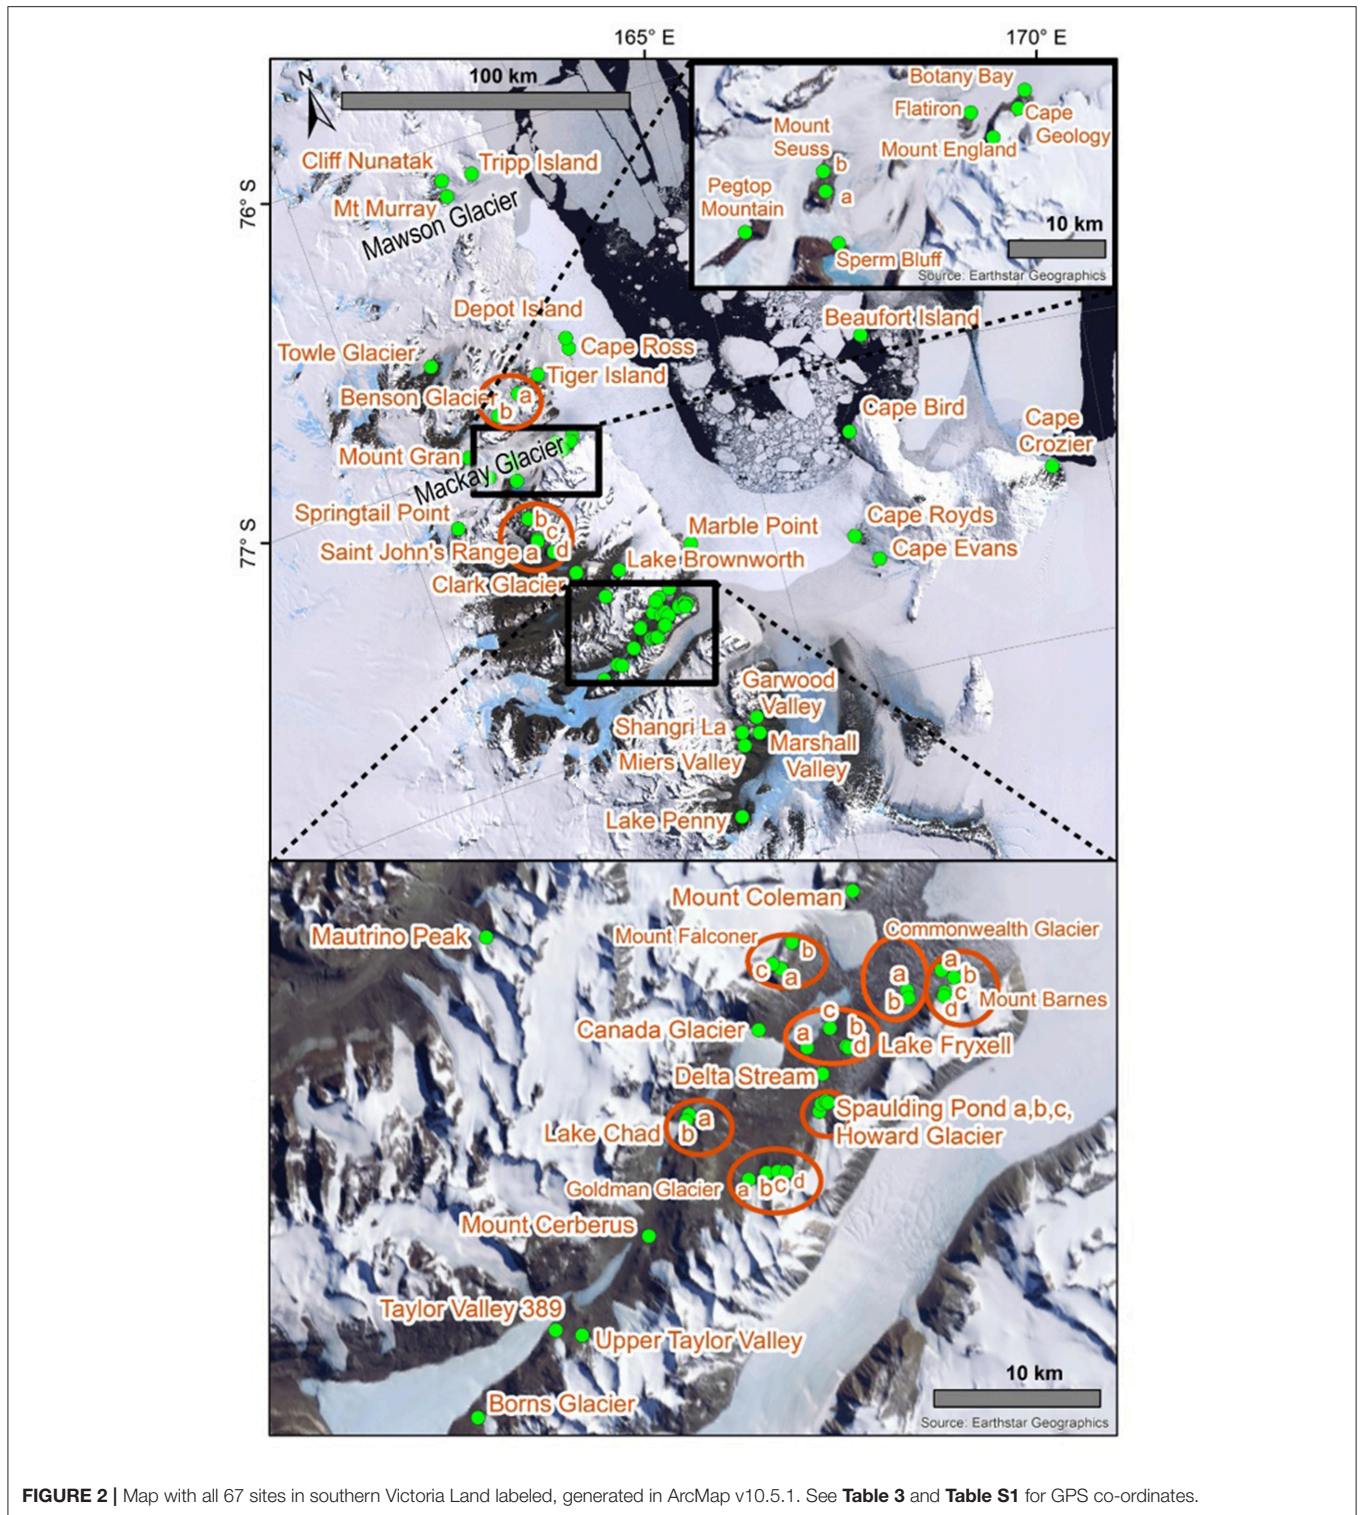 165° E
170° E
N
100 km
Cliff Nunatak
Tripp Island
Mt Murray
Mawson Glacier
76° S
Botany Bay
Flatiron
Cape
Geology
Mount
Seuss
Mount England
b
a
Pegtop
Mountain
10 km
Sperm Bluff
Source: Earthstar Geographics
Depot Island
Beaufort Island
Cape Ross
Towle Glacier
Tiger Island
Benson Glacier
a
b
Cape Bird
Cape
Crozier
Mount Gran
Mackay Glacier
Springtail Point
b
c
Saint John's Range a
d
77° S
Marble Point
Cape Royds
Cape Evans
Lake Brownworth
Clark Glacier
Garwood
Valley
Shangri La
Marshall
Valley
Miers Valley
Lake Penny
Mount Coleman
Mautrino Peak
Mount Falconer
b
c
a
Commonwealth Glacier
a
b
a
b
c
d
Mount Barnes
Canada Glacier
c
a
b
d
Lake Fryxell
Delta Stream
Spaulding Pond a,b,c,
Howard Glacier
Lake Chad
a
b
Goldman Glacier
a
b
c
d
Mount Cerberus
Taylor Valley 389
Upper Taylor Valley
Borns Glacier
10 km
Source: Earthstar Geographics
FIGURE 2 | Map with all 67 sites in southern Victoria Land labeled, generated in ArcMap v10.5.1. See Table 3 and Table S1 for GPS co-ordinates.